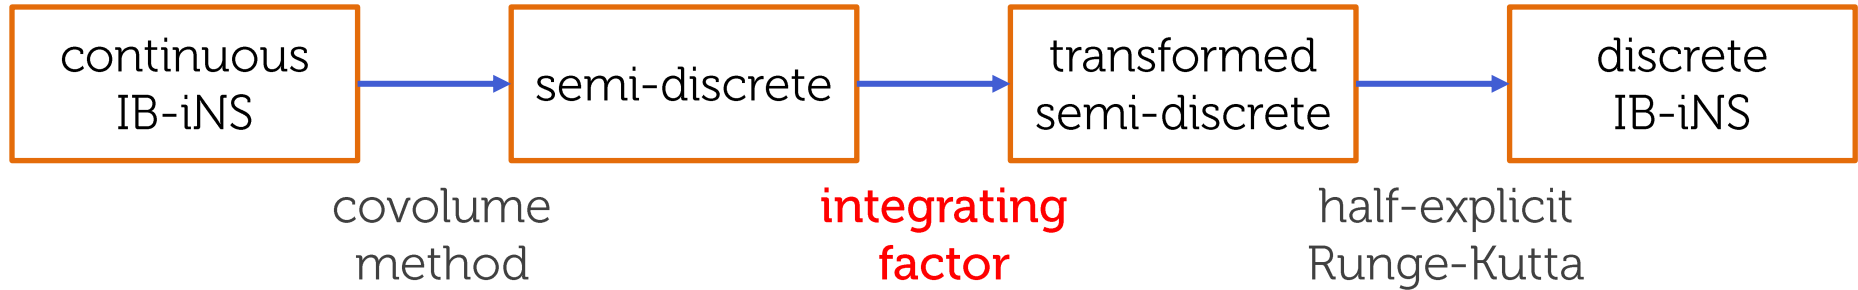 continuous
IB-iNS
semi-discrete
transformed
semi-discrete
discrete
IB-iNS
covolume
method
integrating
factor
half-explicit
Runge-Kutta